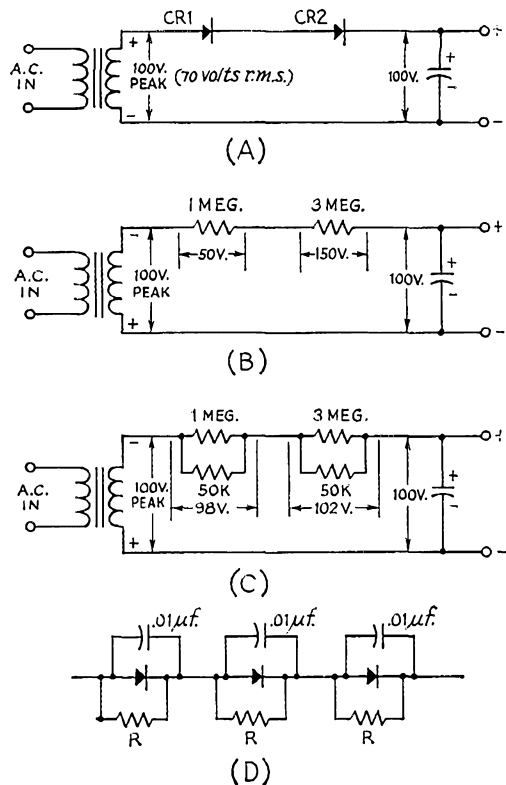 CR1 CR2
A.C. IN
+
-
100V. PEAK
(70 volts r.m.s.)
100V.
+
-
+
-
(A)
1 MEG. 3 MEG.
50V. 150V.
A.C. IN
-
+
100V. PEAK
100V.
+
-
+
-
(B)
1 MEG. 3 MEG.
50K 50K
98V. 102V.
A.C. IN
-
+
100V. PEAK
100V.
+
-
+
-
(C)
.01μf. .01μf. .01μf.
R R R
(D)